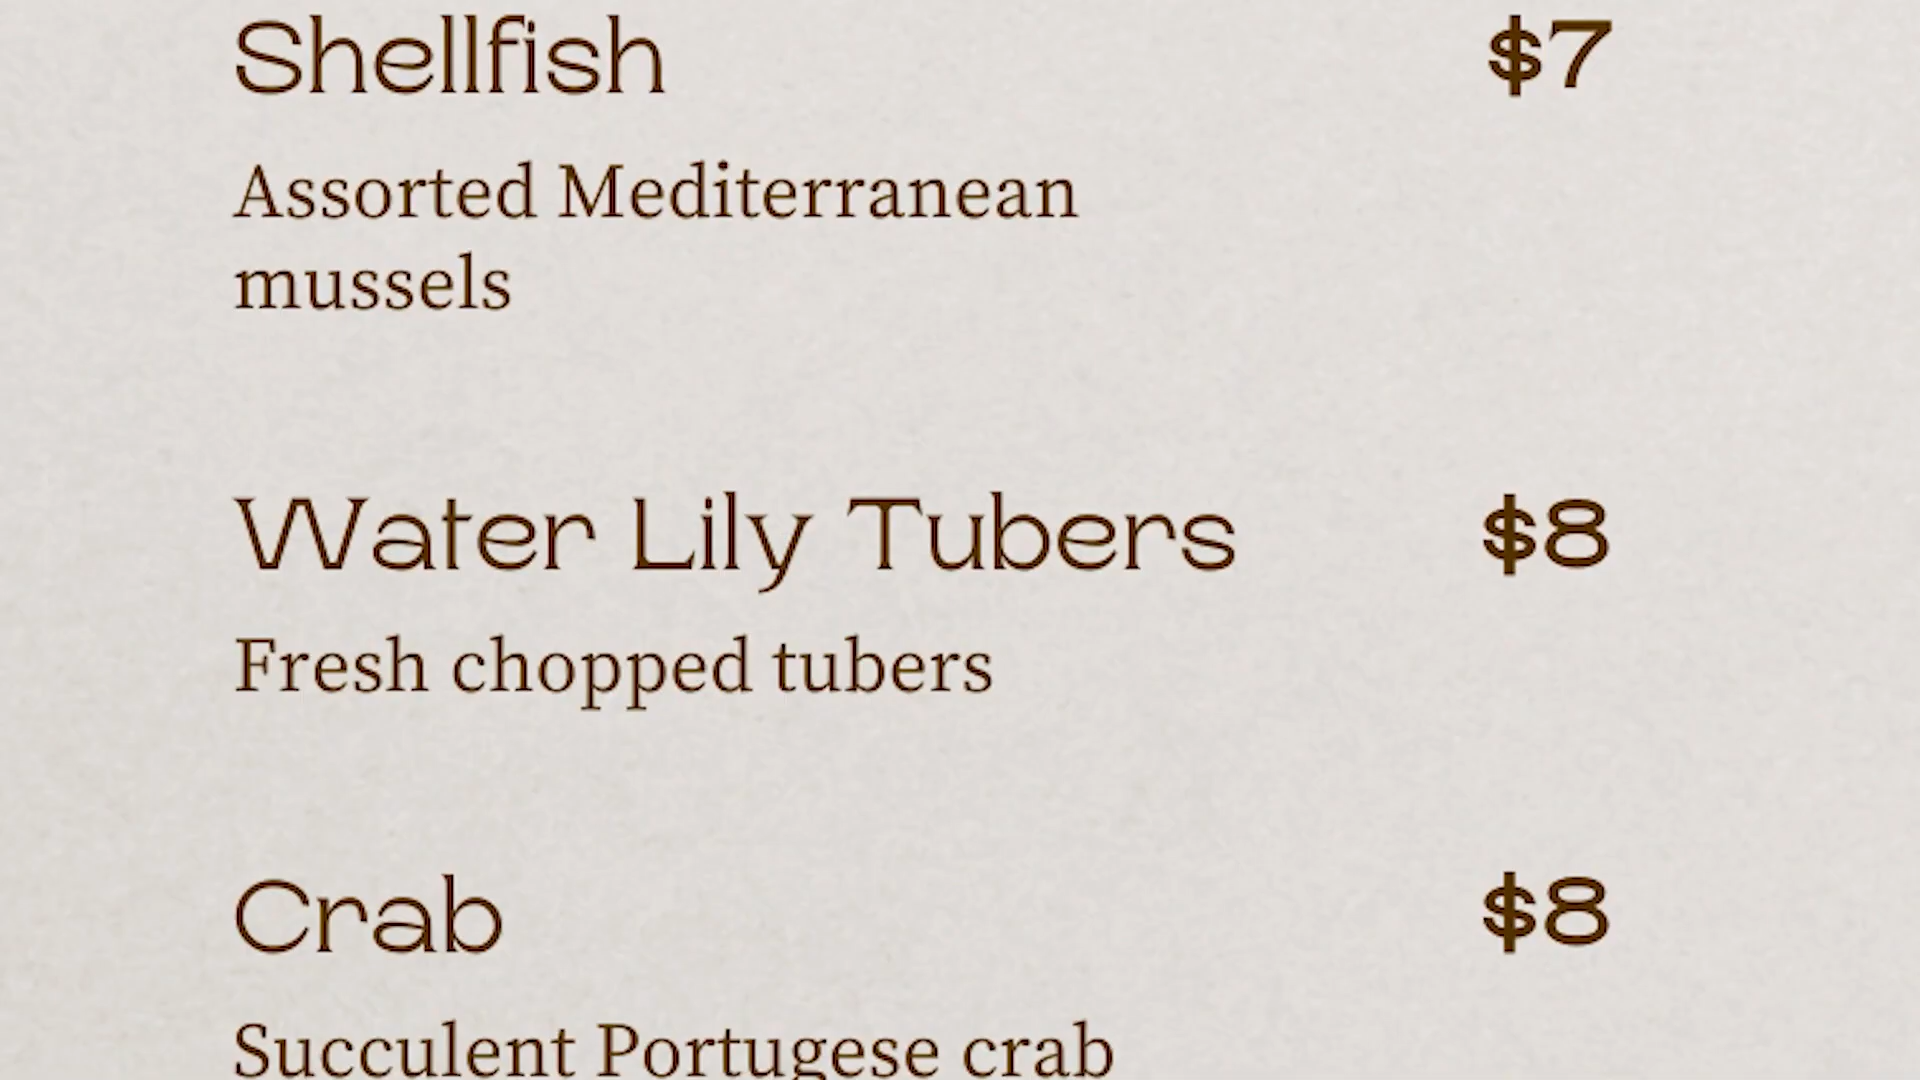 Shellfish $7
Assorted Mediterranean
mussels
Water Lily Tubers $8
Fresh chopped tubers
Crab $8
Succulent Portugese crab